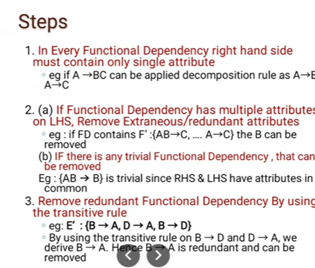 Steps
1. In Every Functional Dependency right hand side
must contain only single attribute
eg if A →BC can be applied decomposition rule as A→B
A→C
2. (a) If Functional Dependency has multiple attributes
on LHS, Remove Extraneous/redundant attributes
eg : if FD contains F' :{AB→C, .... A→C} the B can be
removed
(b) IF there is any trivial Functional Dependency , that can
be removed
Eg : {AB → B} is trivial since RHS & LHS have attributes in
common
3. Remove redundant Functional Dependency By using
the transitive rule
eg: E' : {B → A, D → A, B → D}
By using the transitive rule on B → D and D → A, we
derive B → A. Hence B → A is redundant and can be
removed